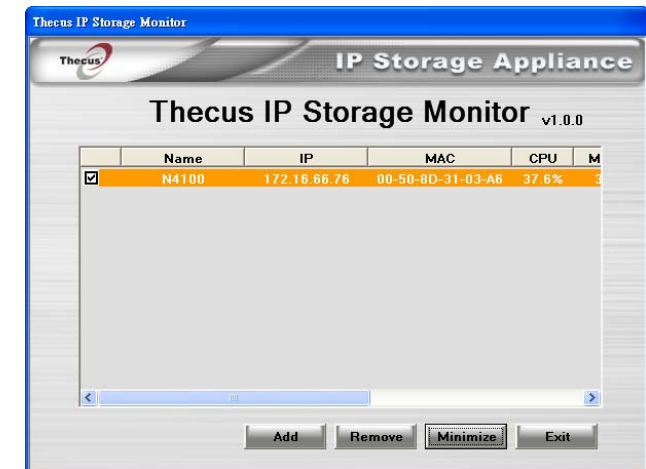 Thecus IP Storage Monitor
Thecus
IP Storage Appliance
Thecus IP Storage Monitor v1.0.0
Name IP MAC CPU M
N4100 172.16.66.76 00-50-8D-31-03-A6 37.6% 3
Add Remove Minimize Exit